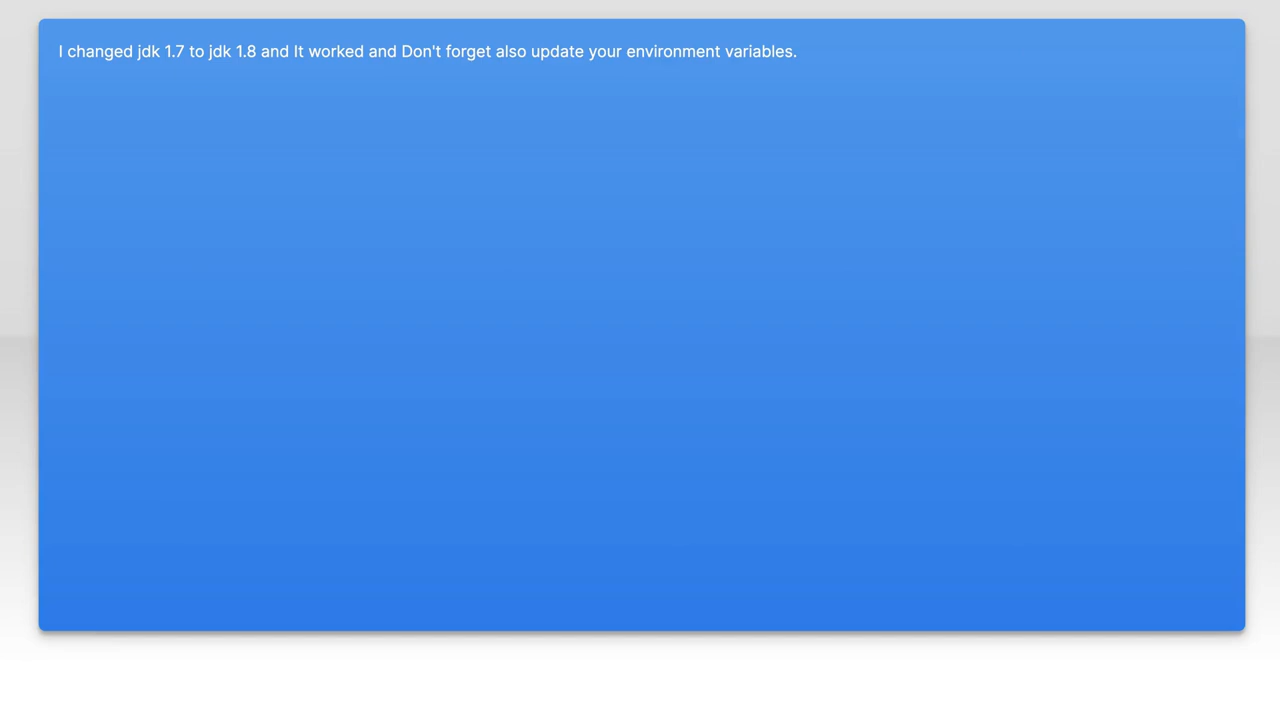 I changed jdk 1.7 to jdk 1.8 and It worked and Don't forget also update your environment variables.